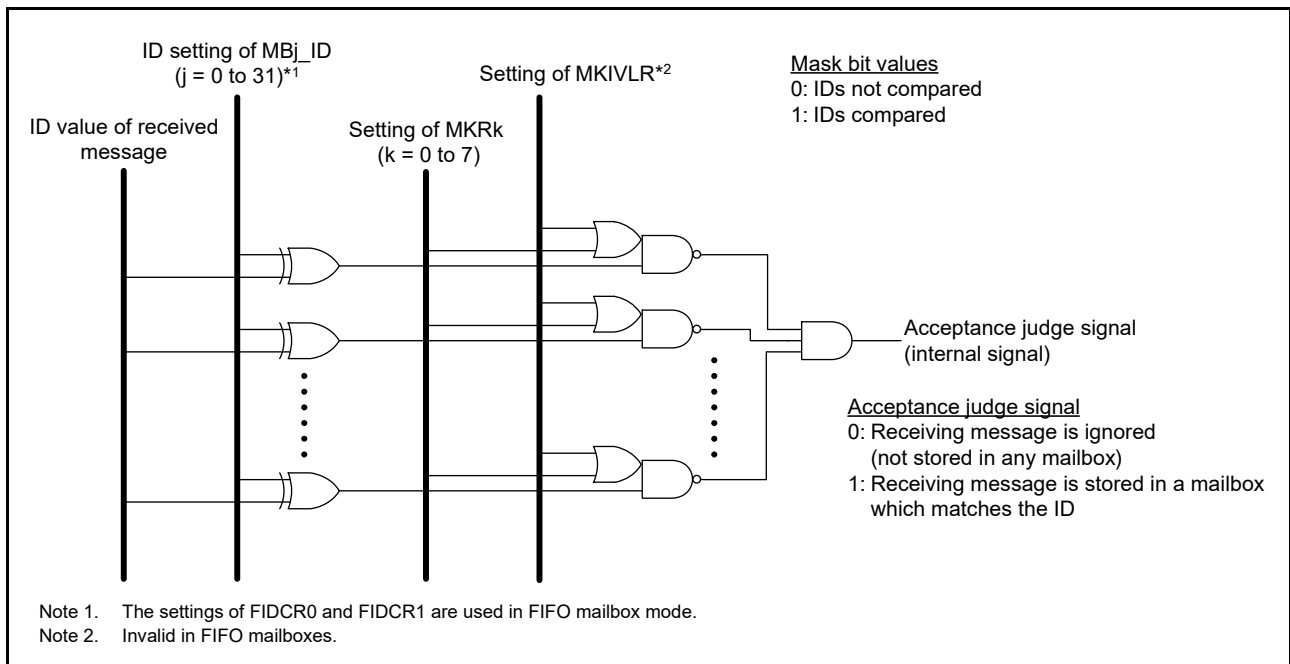 ID setting of MBj_ID
(j = 0 to 31)*1
Setting of MKIVLR*2
Mask bit values
0: IDs not compared
1: IDs compared
ID value of received
message
Setting of MKRk
(k = 0 to 7)
Acceptance judge signal
(internal signal)
Acceptance judge signal
0: Receiving message is ignored
(not stored in any mailbox)
1: Receiving message is stored in a mailbox
which matches the ID
Note 1. The settings of FIDCR0 and FIDCR1 are used in FIFO mailbox mode.
Note 2. Invalid in FIFO mailboxes.